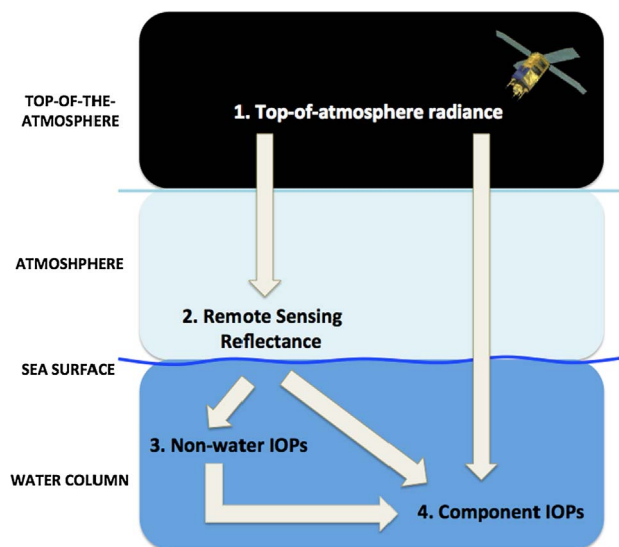 TOP-OF-THE-
ATMOSPHERE
1. Top-of-atmosphere radiance
ATMOSHPHERE
2. Remote Sensing
Reflectance
SEA SURFACE
3. Non-water IOPs
WATER COLUMN
4. Component IOPs